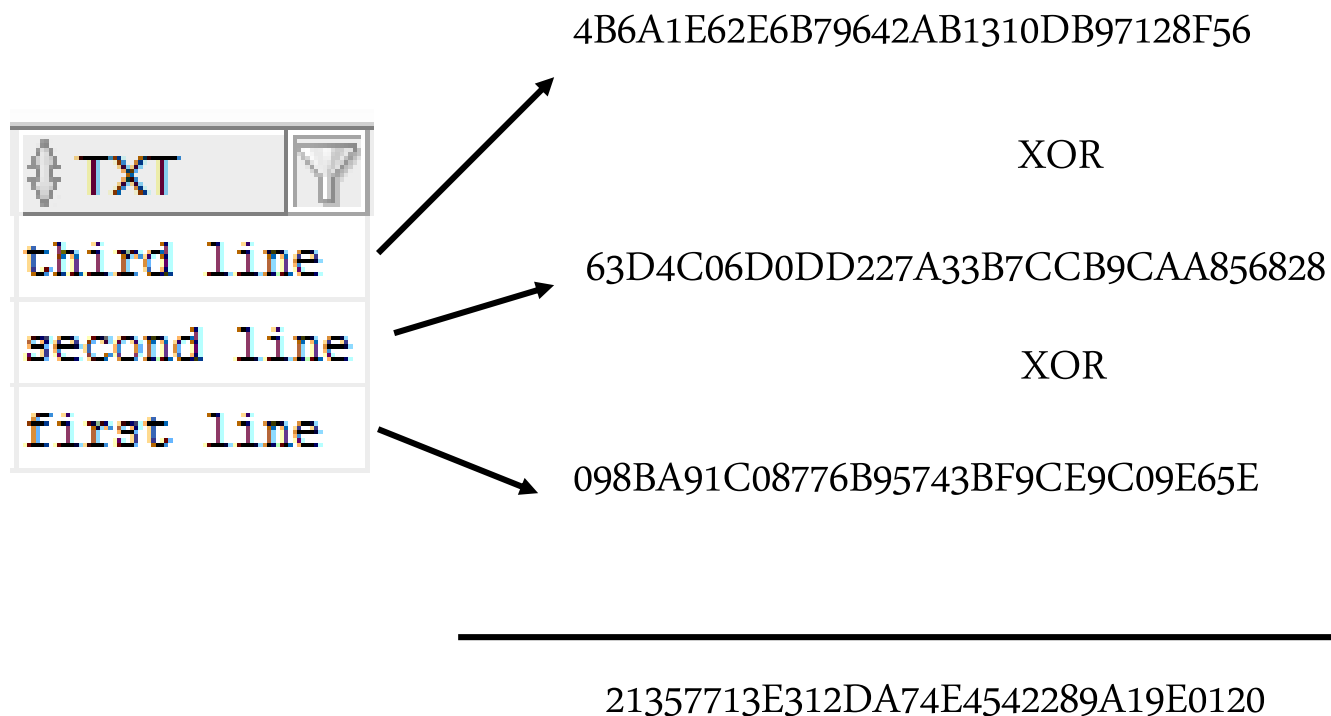 4B6A1E62E6B79642AB1310DB97128F56
XOR
TXT
third line
63D4C06D0DD227A33B7CCB9CAA856828
second line
XOR
first line
098BA91C08776B95743BF9CE9C09E65E
21357713E312DA74E4542289A19E0120